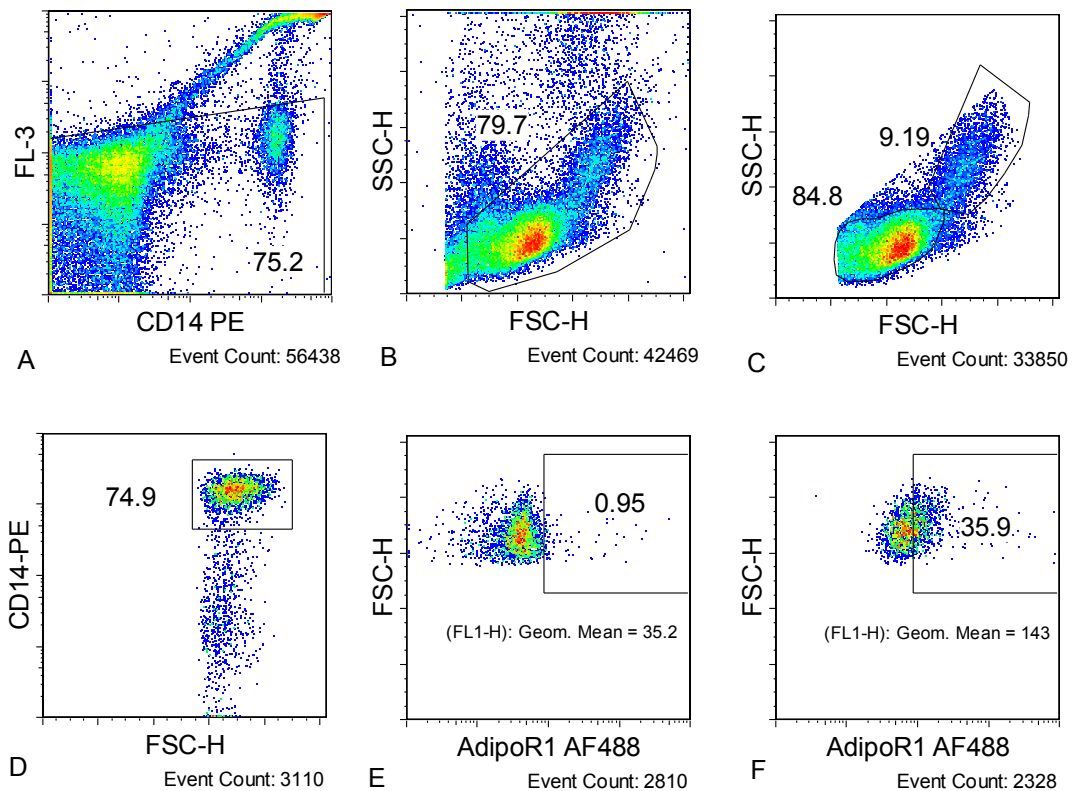 FL-3
75.2
CD14 PE
A
Event Count: 56438
SSC-H
79.7
FSC-H
B
Event Count: 42469
SSC-H
9.19
84.8
FSC-H
C
Event Count: 33850
CD14-PE
74.9
FSC-H
D
Event Count: 3110
FSC-H
0.95
(FL1-H): Geom. Mean = 35.2
AdipoR1 AF488
E
Event Count: 2810
FSC-H
35.9
(FL1-H): Geom. Mean = 143
AdipoR1 AF488
F
Event Count: 2328